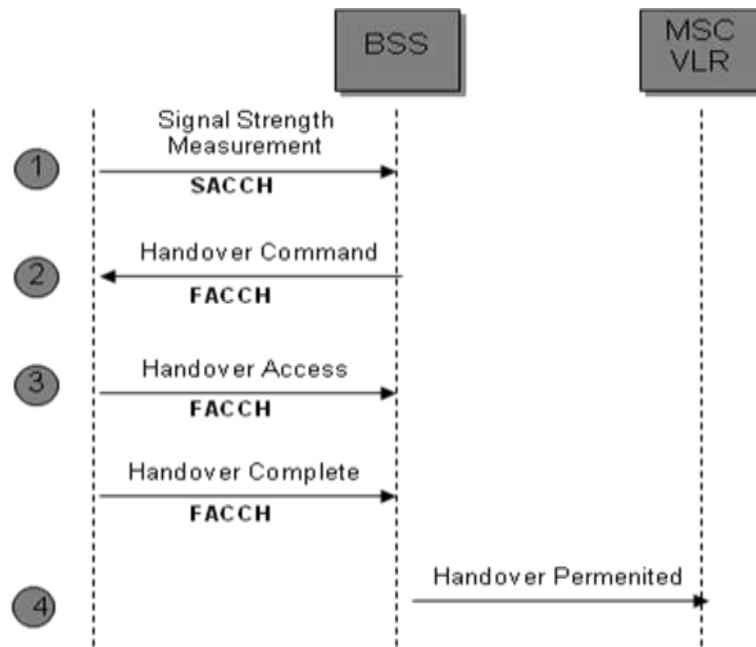 BSS
MSC
VLR
Signal Strength
Measurement
1
SACCH
Handover Command
2
FACCH
Handover Access
3
FACCH
Handover Complete
FACCH
Handover Permenited
4